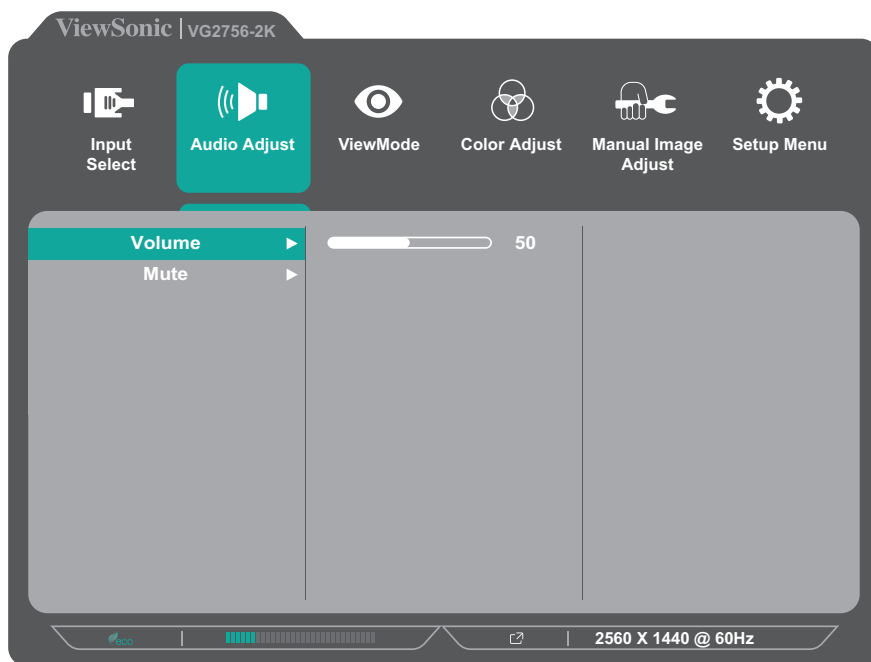 ViewSonic | VG2756-2K
Input Select
Audio Adjust
ViewMode
Color Adjust
Manual Image Adjust
Setup Menu
Volume ▶ 50
Mute ▶
eco | | 2560 X 1440 @ 60Hz